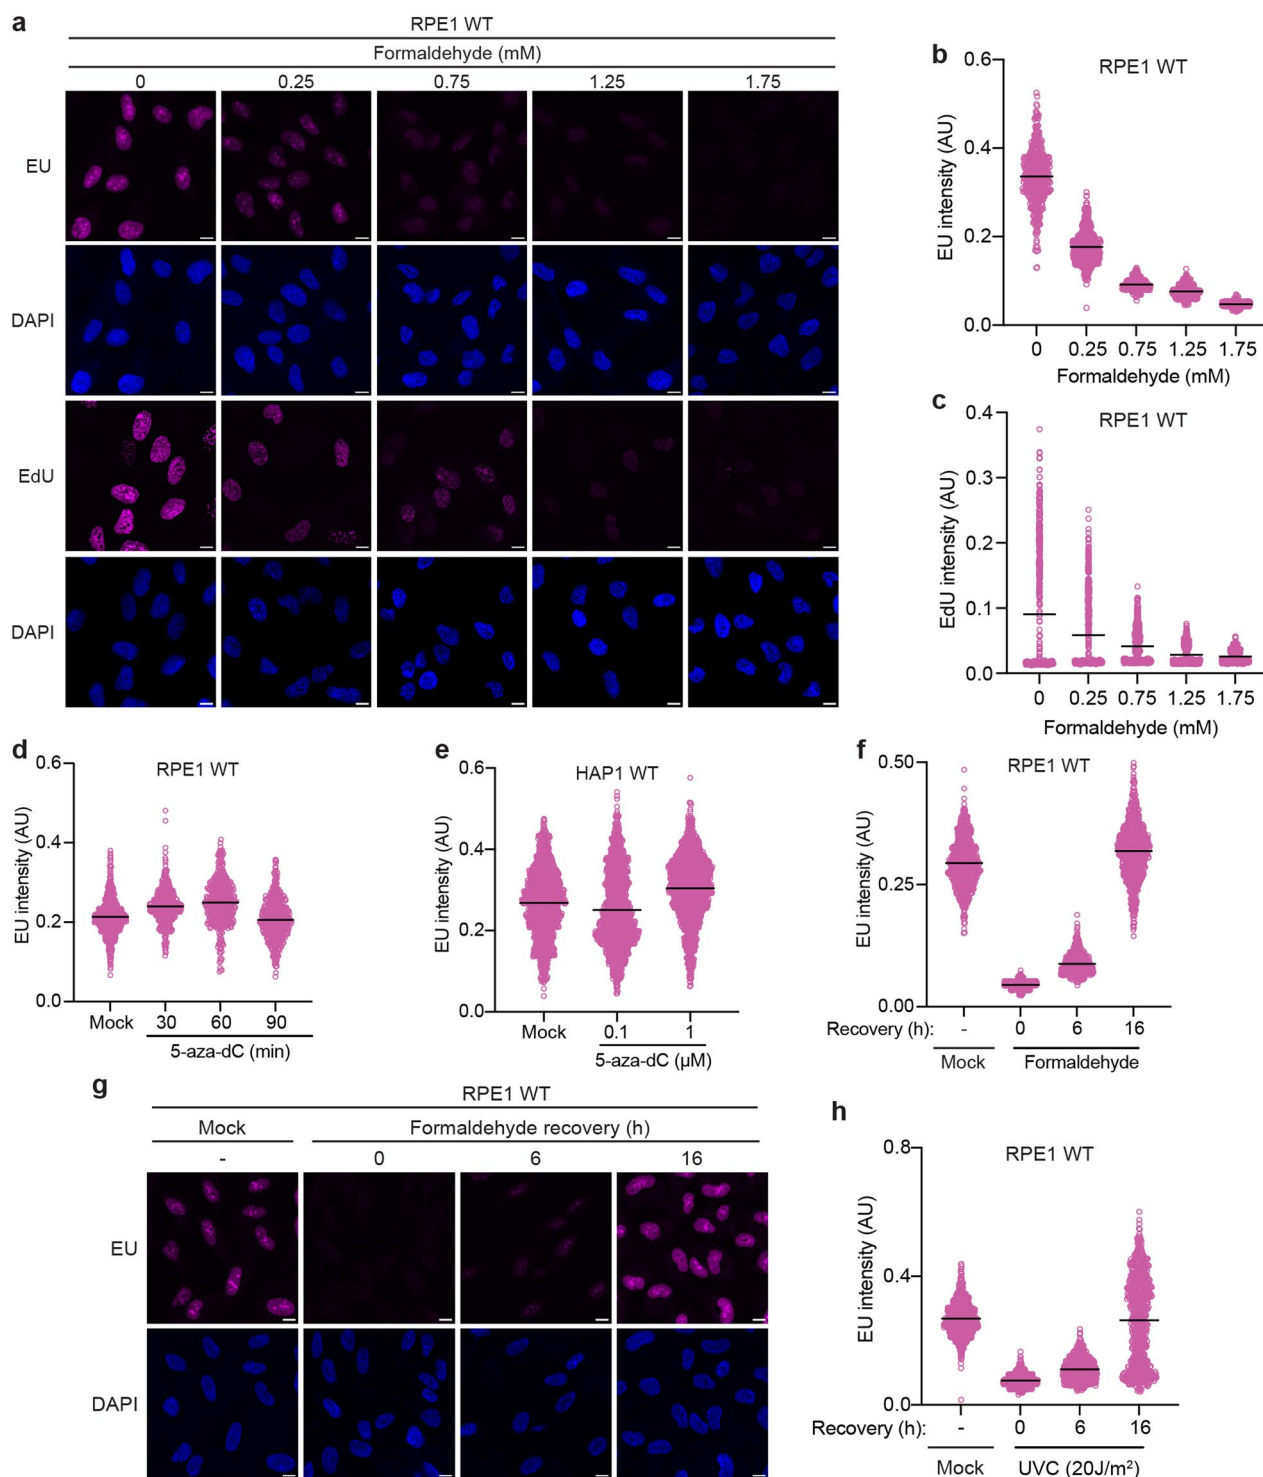 a
RPE1 WT
Formaldehyde (mM)
0 0.25 0.75 1.25 1.75
EU
DAPI
EdU
DAPI
b
RPE1 WT
EU intensity (AU)
0.6
0.4
0.2
0.0
0 0.25 0.75 1.25 1.75
Formaldehyde (mM)
c
RPE1 WT
EdU intensity (AU)
0.4
0.3
0.2
0.1
0.0
0 0.25 0.75 1.25 1.75
Formaldehyde (mM)
d
RPE1 WT
EU intensity (AU)
0.6
0.4
0.2
0.0
Mock 30 60 90
5-aza-dC (min)
e
HAP1 WT
EU intensity (AU)
0.6
0.4
0.2
0.0
Mock 0.1 1
5-aza-dC (µM)
f
RPE1 WT
EU intensity (AU)
0.50
0.25
0.00
Recovery (h): - 0 6 16
Mock Formaldehyde
g
RPE1 WT
Mock Formaldehyde recovery (h)
- 0 6 16
EU
DAPI
h
RPE1 WT
EU intensity (AU)
0.8
0.4
0.0
Recovery (h): - 0 6 16
Mock UVC (20J/m²)